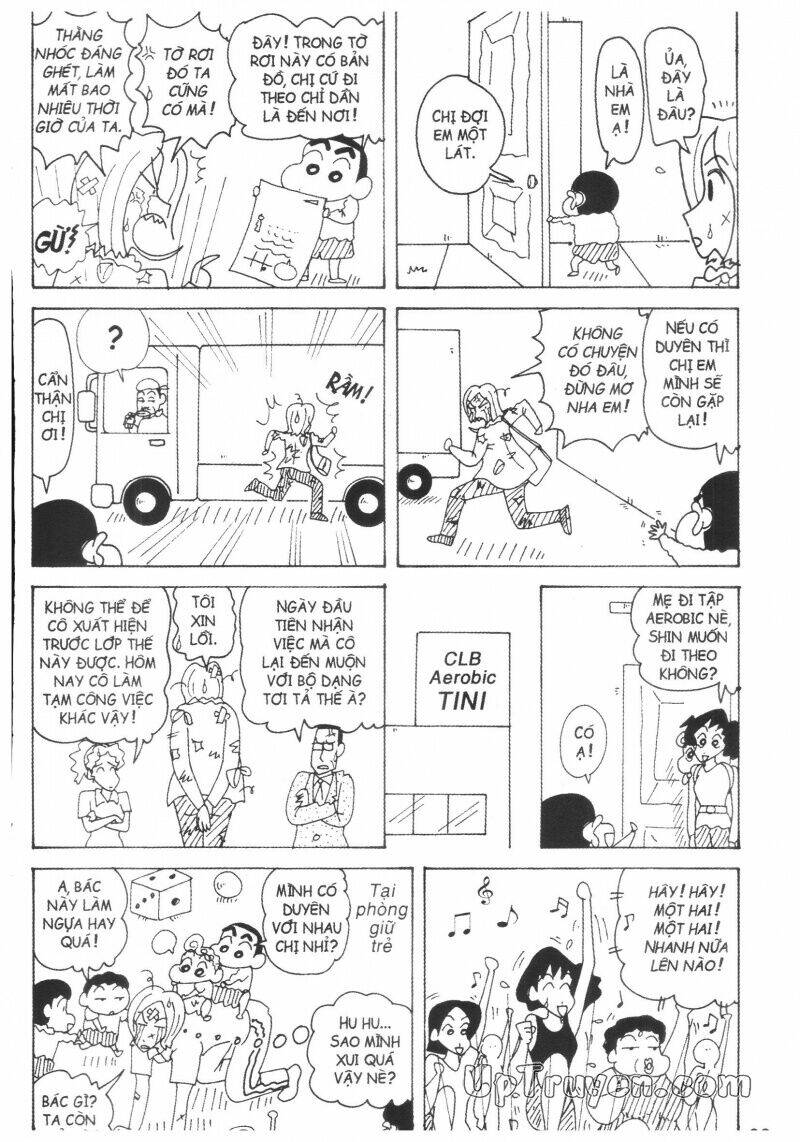 ỦA,
ĐÂY
LÀ
ĐÂU?
LÀ
NHÀ
EM
Ạ!
CHỊ ĐỢI
EM MỘT
LÁT.
ĐÂY! TRONG TỜ
RƠI NÀY CÓ BẢN
ĐỒ, CHỊ CỨ ĐI
THEO CHỈ DẪN
LÀ ĐẾN NƠI!
TỜ RƠI
ĐÓ TA
CŨNG
CÓ MÀ!
THẰNG
NHÓC ĐÁNG
GHÉT, LÀM
MẤT BAO
NHIÊU THỜI
GIỜ CỦA TA.
GỪ!
NẾU CÓ
DUYÊN THÌ
CHỊ EM
MÌNH SẼ
CÒN GẶP
LẠI!
KHÔNG
CÓ CHUYỆN
ĐÓ ĐÂU,
ĐỪNG MƠ
NHA EM!
RẦM!
?
CẨN
THẬN
CHỊ
ƠI!
MẸ ĐI TẬP
AEROBIC NÈ,
SHIN MUỐN
ĐI THEO
KHÔNG?
CÓ
Ạ!
CLB
Aerobic
TINI
NGÀY ĐẦU
TIÊN NHẬN
VIỆC MÀ CÔ
LẠI ĐẾN MUỘN
VỚI BỘ DẠNG
TƠI TẢ THẾ À?
TÔI
XIN
LỖI.
KHÔNG THỂ ĐỂ
CÔ XUẤT HIỆN
TRƯỚC LỚP THẾ
NÀY ĐƯỢC. HÔM
NAY CÔ LÀM
TẠM CÔNG VIỆC
KHÁC VẬY!
HÂY! HÂY!
MỘT HAI!
MỘT HAI!
NHANH NỮA
LÊN NÀO!
Tại
phòng
giữ
trẻ
MÌNH CÓ
DUYÊN
VỚI NHAU
CHỊ NHỈ?
A, BÁC
NÀY LÀM
NGỰA HAY
QUÁ!
HU HU...
SAO MÌNH
XUI QUÁ
VẬY NÈ?
BÁC GÌ?
TA CÒN
Up.Truyen.com